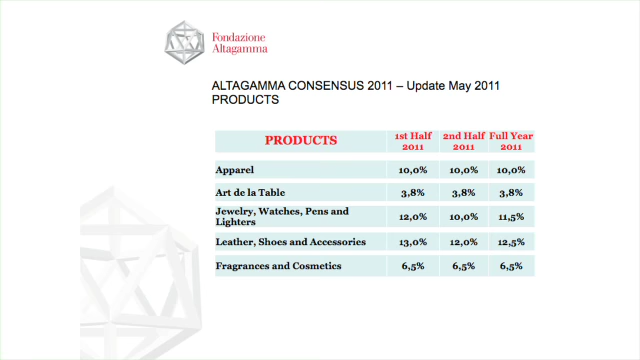 Fondazione
Altagamma
ALTAGAMMA CONSENSUS 2011 – Update May 2011
PRODUCTS
PRODUCTS 1st Half 2011 2nd Half 2011 Full Year 2011
Apparel 10,0% 10,0% 10,0%
Art de la Table 3,8% 3,8% 3,8%
Jewelry, Watches, Pens and Lighters 12,0% 10,0% 11,5%
Leather, Shoes and Accessories 13,0% 12,0% 12,5%
Fragrances and Cosmetics 6,5% 6,5% 6,5%